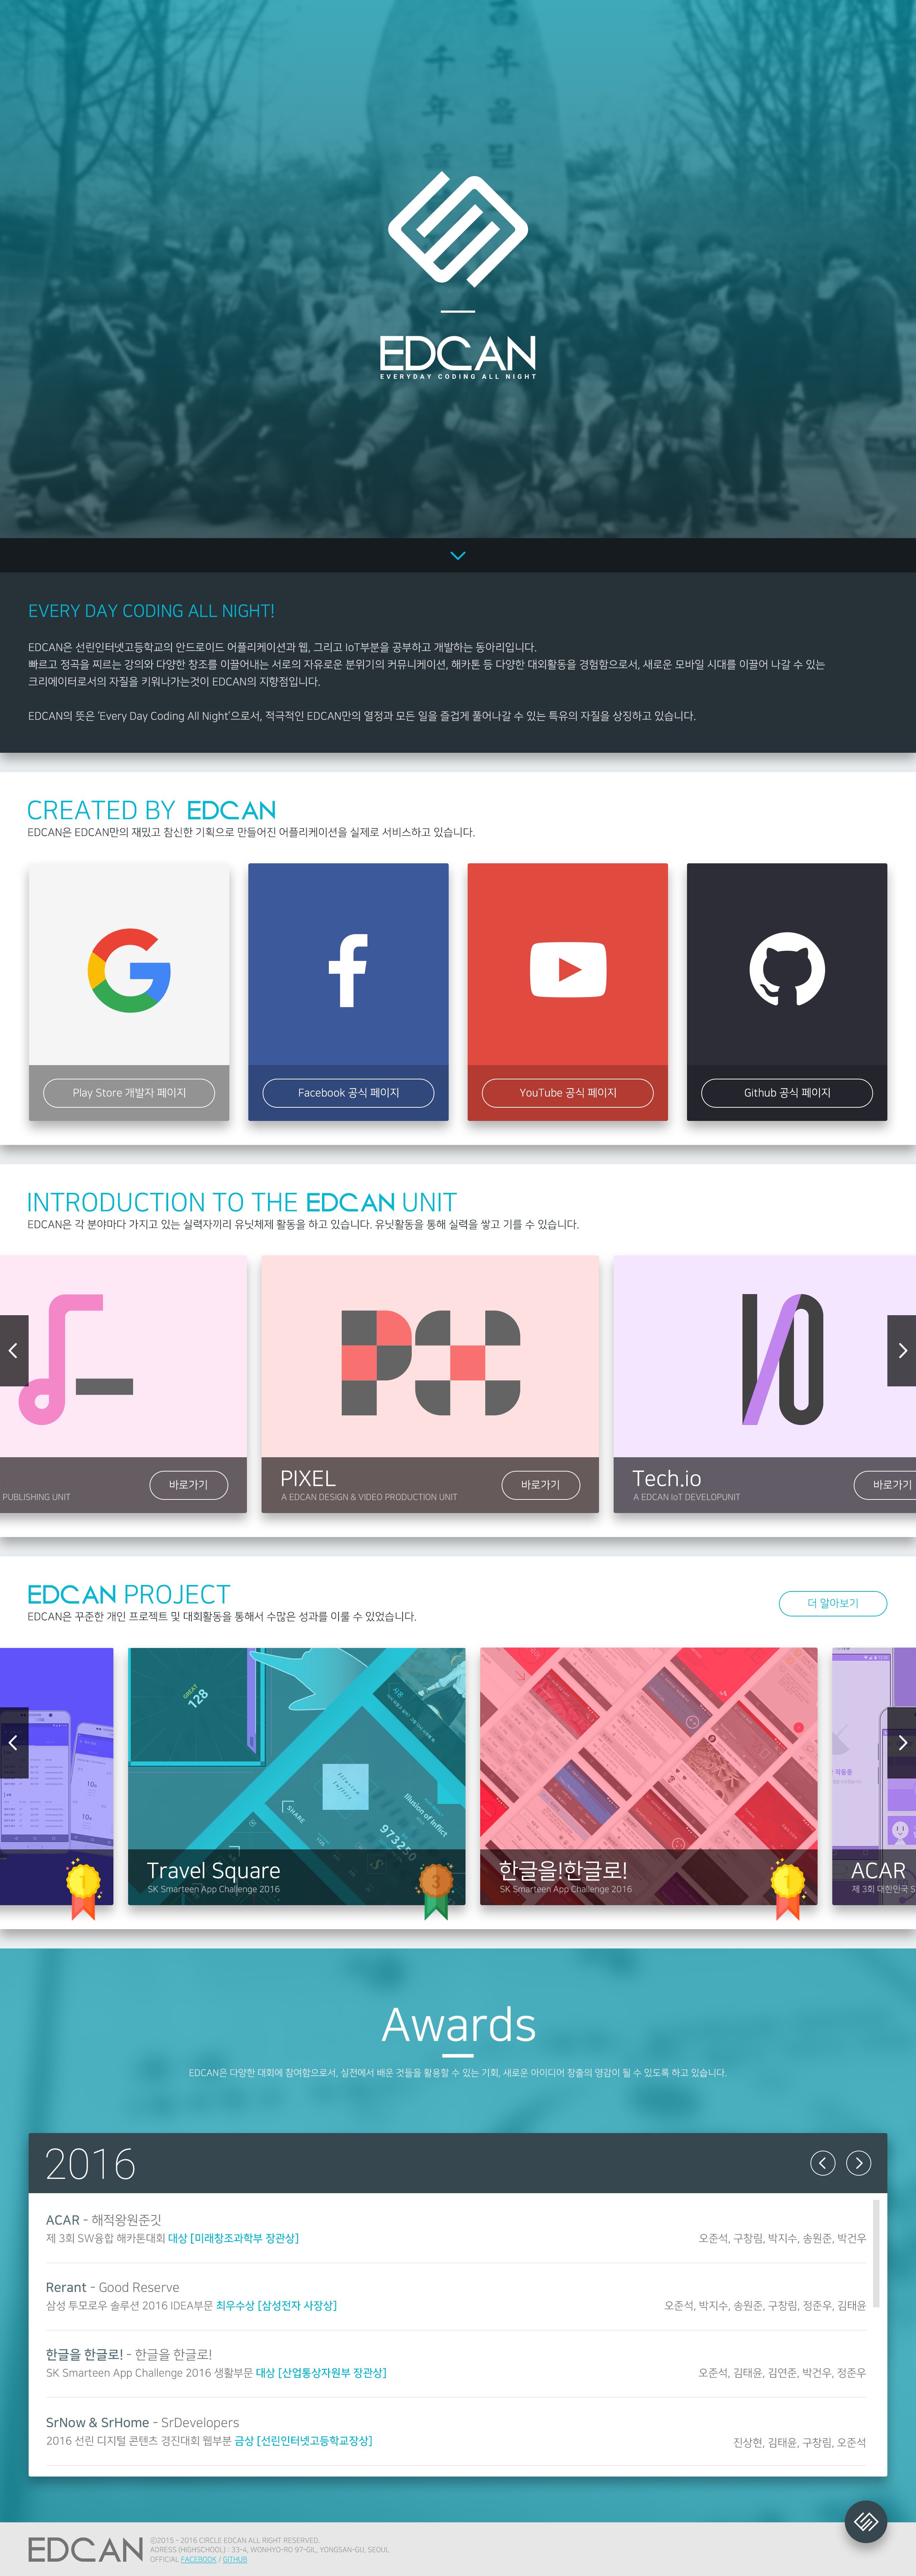 EDCAN
EVERYDAY CODING ALL NIGHT
EVERY DAY CODING ALL NIGHT!
EDCAN은 선린인터넷고등학교의 안드로이드 어플리케이션과 웹, 그리고 IoT부분을 공부하고 개발하는 동아리입니다.
빠르고 정곡을 찌르는 강의와 다양한 창조를 이끌어내는 서로의 자유로운 분위기의 커뮤니케이션, 해카톤 등 다양한 대외활동을 경험함으로서, 새로운 모바일 시대를 이끌어 나갈 수 있는
크리에이터로서의 자질을 키워나가는것이 EDCAN의 지향점입니다.
EDCAN의 뜻은 'Every Day Coding All Night'으로서, 적극적인 EDCAN만의 열정과 모든 일을 즐겁게 풀어나갈 수 있는 특유의 자질을 상징하고 있습니다.
CREATED BY EDCAN
EDCAN은 EDCAN만의 재밌고 참신한 기획으로 만들어진 어플리케이션을 실제로 서비스하고 있습니다.
Play Store 개발자 페이지
Facebook 공식 페이지
YouTube 공식 페이지
Github 공식 페이지
INTRODUCTION TO THE EDCAN UNIT
EDCAN은 각 분야마다 가지고 있는 실력자끼리 유닛체제 활동을 하고 있습니다. 유닛활동을 통해 실력을 쌓고 기를 수 있습니다.
PUBLISHING UNIT
바로가기
PIXEL
A EDCAN DESIGN & VIDEO PRODUCTION UNIT
바로가기
Tech.io
A EDCAN IoT DEVELOPUNIT
바로가기
EDCAN PROJECT
EDCAN은 꾸준한 개인 프로젝트 및 대회활동을 통해서 수많은 성과를 이룰 수 있었습니다.
더 알아보기
GREAT
128
SHARE
Illusion of Inflict
1
Travel Square
SK Smarteen App Challenge 2016
3
한글을!한글로!
SK Smarteen App Challenge 2016
1
ACAR
제 3회 대한민국 S
Awards
EDCAN은 다양한 대회에 참여함으로서, 실전에서 배운 것들을 활용할 수 있는 기회, 새로운 아이디어 창출의 영감이 될 수 있도록 하고 있습니다.
2016
ACAR - 해적왕원준깃
제 3회 SW융합 해카톤대회 대상 [미래창조과학부 장관상]
오준석, 구창림, 박지수, 송원준, 박건우
Rerant - Good Reserve
삼성 투모로우 솔루션 2016 IDEA부문 최우수상 [삼성전자 사장상]
오준석, 박지수, 송원준, 구창림, 정준우, 김태윤
한글을 한글로! - 한글을 한글로!
SK Smarteen App Challenge 2016 생활부문 대상 [산업통상자원부 장관상]
오준석, 김태윤, 김연준, 박건우, 정준우
SrNow & SrHome - SrDevelopers
2016 선린 디지털 콘텐츠 경진대회 웹부분 금상 [선린인터넷고등학교장상]
진상현, 김태윤, 구창림, 오준석
EDCAN
©2015 - 2016 CIRCLE EDCAN ALL RIGHT RESERVED.
ADRESS (HIGHSCHOOL) : 33-4, WONHYO-RO 97-GIL, YONGSAN-GU, SEOUL
OFFICIAL FACEBOOK / GITHUB